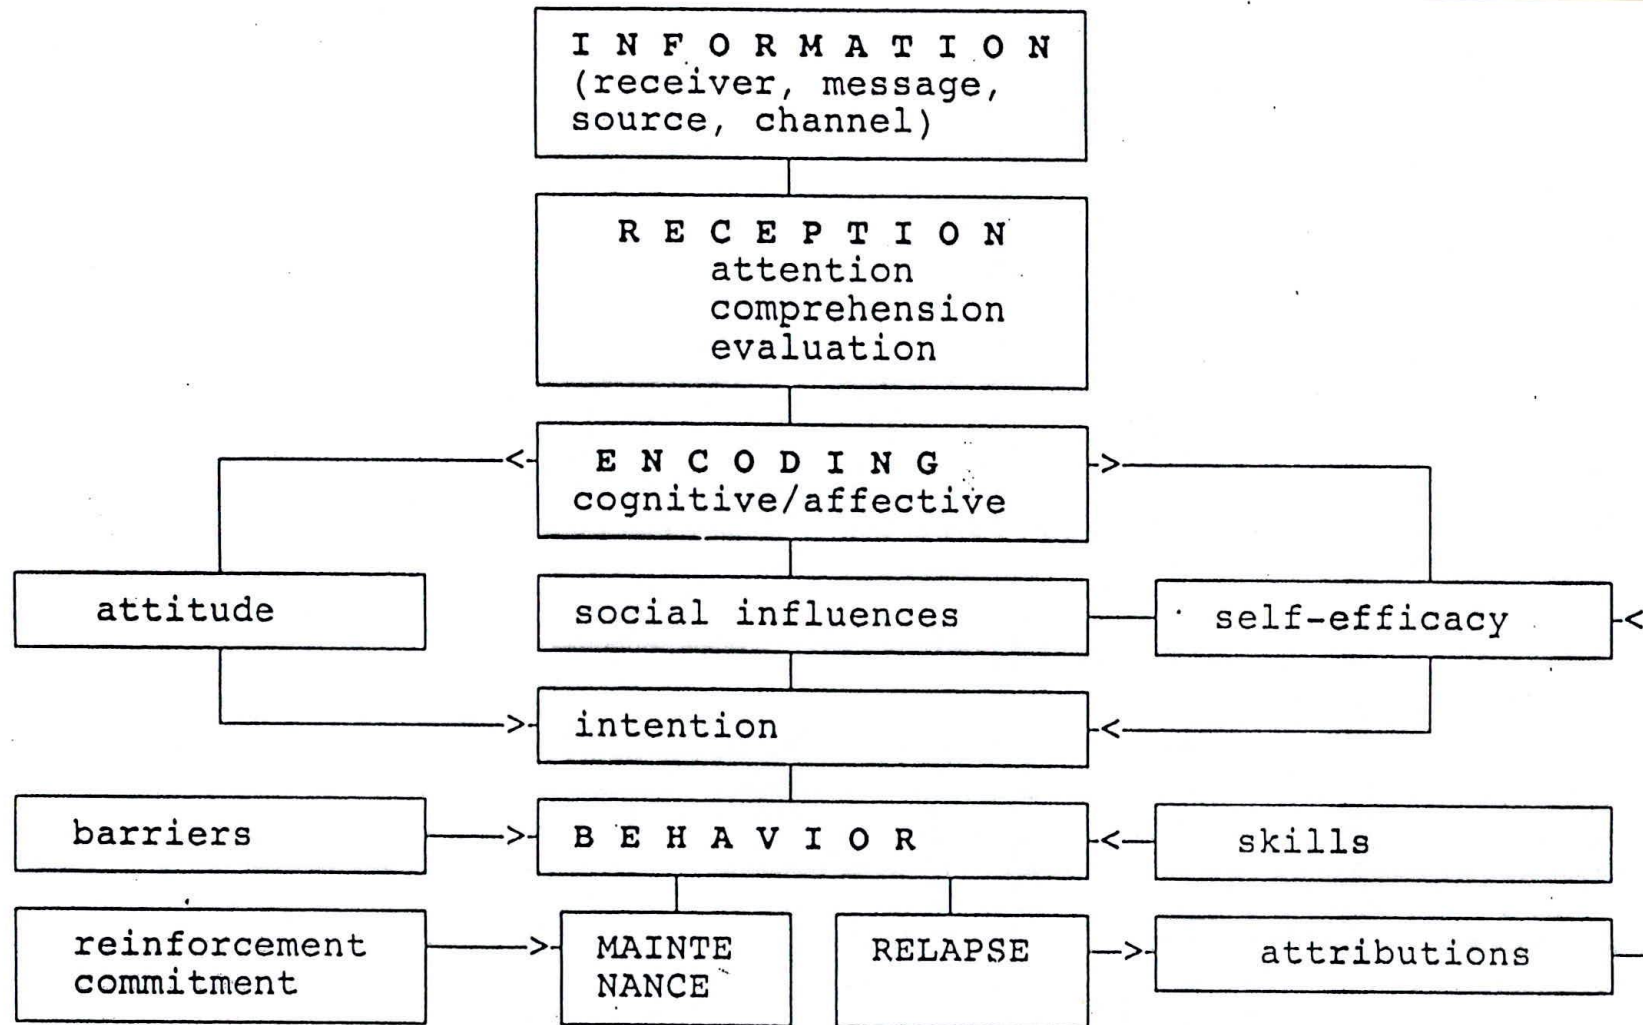 I N F O R M A T I O N
(receiver, message,
source, channel)
R E C E P T I O N
attention
comprehension
evaluation
E N C O D I N G
cognitive/affective
attitude
social influences
self-efficacy
intention
barriers
B E H A V I O R
skills
reinforcement
commitment
MAINTE
NANCE
RELAPSE
attributions